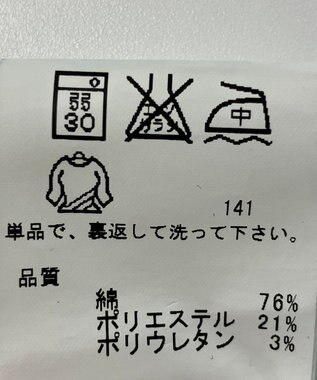 弱
30
中
141
単品で、裏返して洗って下さい。
品質
綿 76%
ポリエステル 21%
ポリウレタン 3%